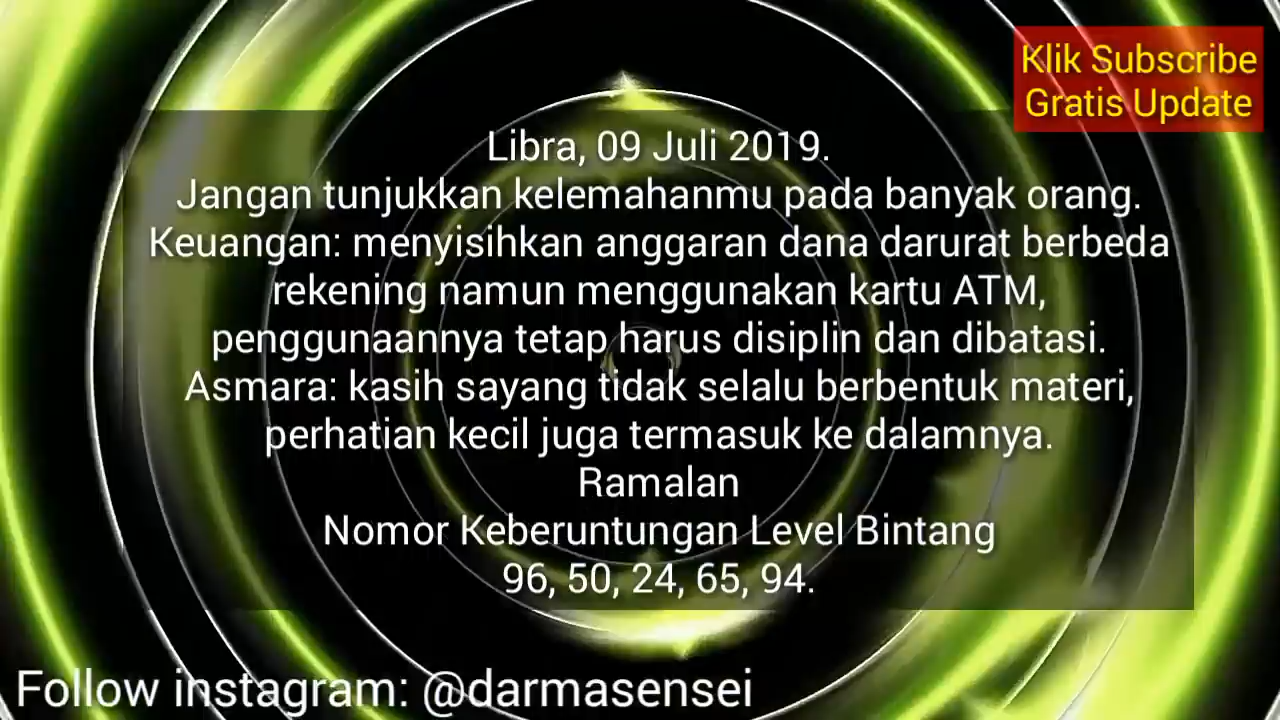 Klik Subscribe
Gratis Update
Libra, 09 Juli 2019.
Jangan tunjukkan kelemahanmu pada banyak orang.
Keuangan: menyisihkan anggaran dana darurat berbeda
rekening namun menggunakan kartu ATM,
penggunaannya tetap harus disiplin dan dibatasi.
Asmara: kasih sayang tidak selalu berbentuk materi,
perhatian kecil juga termasuk ke dalamnya.
Ramalan
Nomor Keberuntungan Level Bintang
96, 50, 24, 65, 94.
Follow instagram: @darmasensei